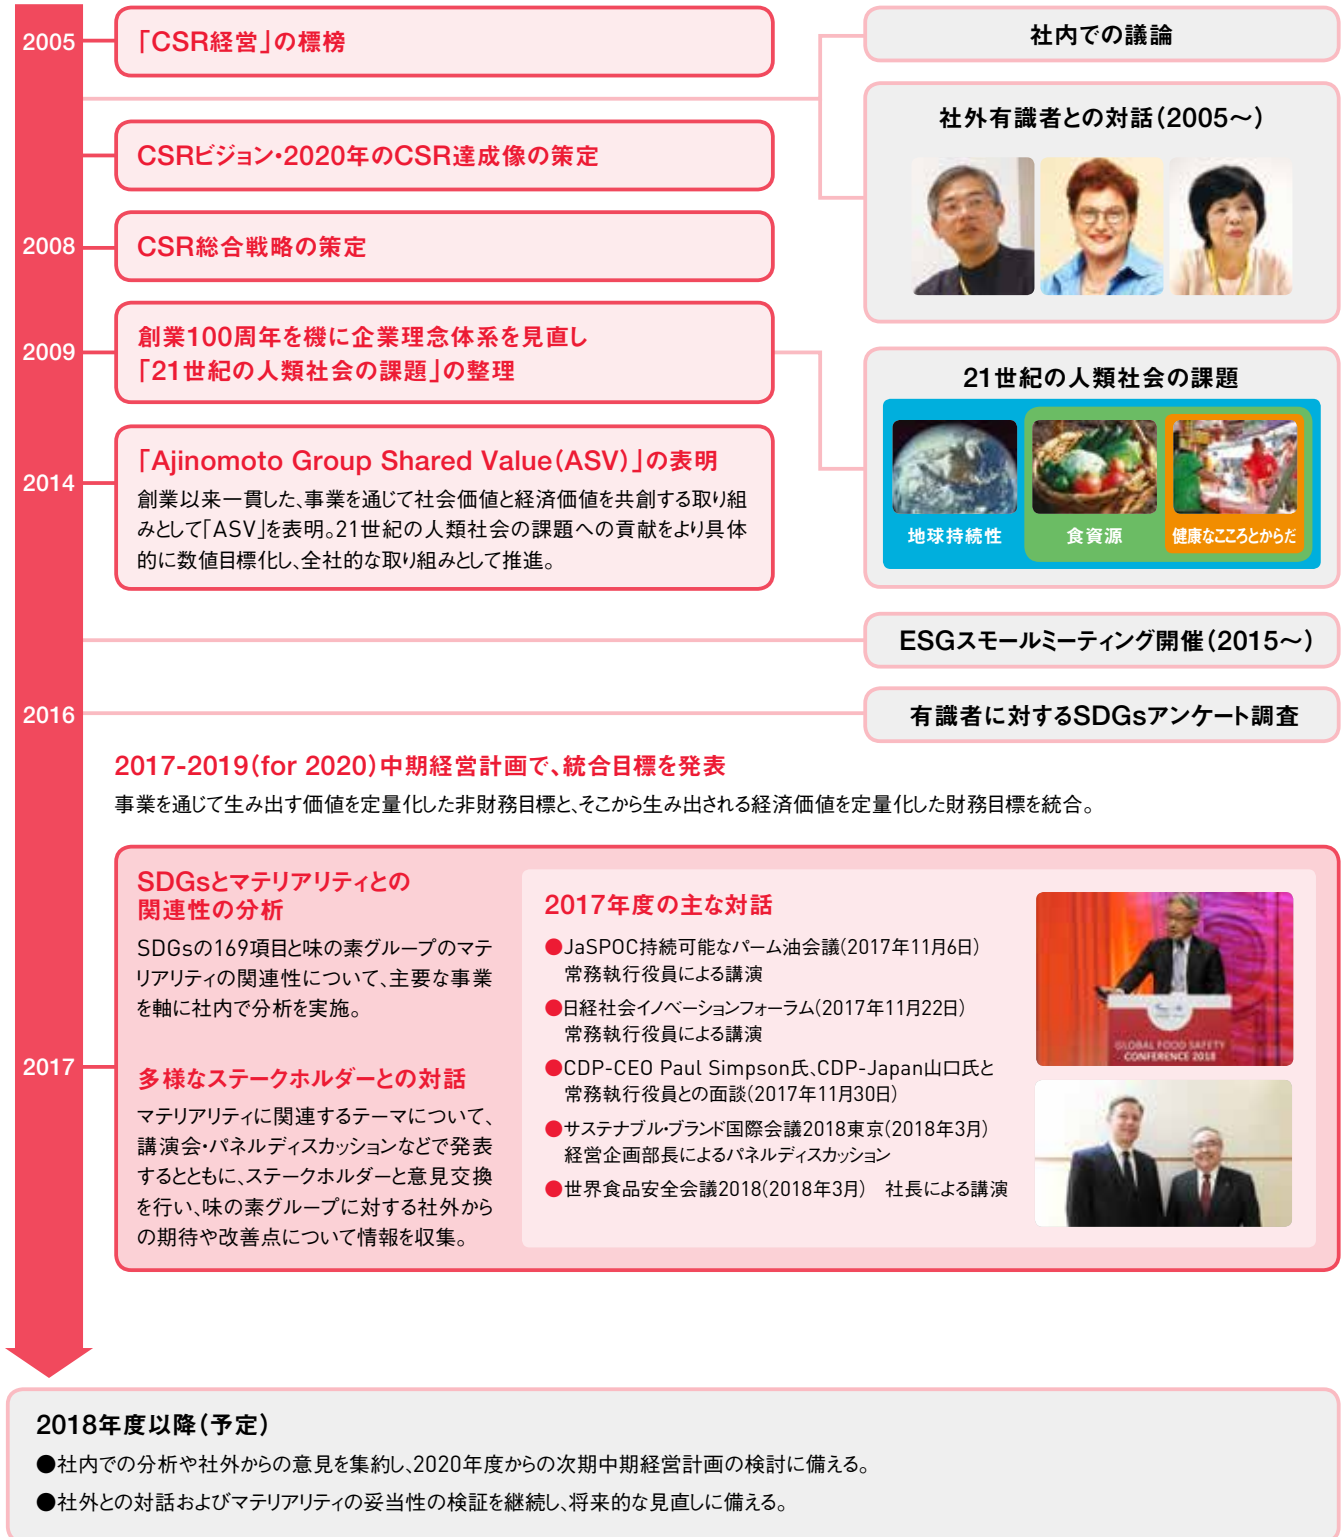 2005
「CSR経営」の標榜
社内での議論
社外有識者との対話（2005～）
CSRビジョン・2020年のCSR達成像の策定
2008
CSR総合戦略の策定
2009
創業100周年を機に企業理念体系を見直し
「21世紀の人類社会の課題」の整理
21世紀の人類社会の課題
地球持続性
食資源
健康なこころとからだ
2014
「Ajinomoto Group Shared Value（ASV）」の表明
創業以来一貫した、事業を通じて社会価値と経済価値を共創する取り組
みとして「ASV」を表明。21世紀の人類社会の課題への貢献をより具体
的に数値目標化し、全社的な取り組みとして推進。
ESGスモールミーティング開催（2015～）
2016
有識者に対するSDGsアンケート調査
2017-2019（for 2020）中期経営計画で、統合目標を発表
事業を通じて生み出す価値を定量化した非財務目標と、そこから生み出される経済価値を定量化した財務目標を統合。
2017
SDGsとマテリアリティとの
関連性の分析
SDGsの169項目と味の素グループのマテ
リアリティの関連性について、主要な事業
を軸に社内で分析を実施。
多様なステークホルダーとの対話
マテリアリティに関連するテーマについて、
講演会・パネルディスカッションなどで発表
するとともに、ステークホルダーと意見交換
を行い、味の素グループに対する社外から
の期待や改善点について情報を収集。
2017年度の主な対話
●JaSPOC持続可能なパーム油会議（2017年11月6日）
常務執行役員による講演
●日経社会イノベーションフォーラム（2017年11月22日）
常務執行役員による講演
●CDP-CEO Paul Simpson氏、CDP-Japan山口氏と
常務執行役員との面談（2017年11月30日）
●サステナブル・ブランド国際会議2018東京（2018年3月）
経営企画部長によるパネルディスカッション
●世界食品安全会議2018（2018年3月）　社長による講演
GLOBAL FOOD SAFETY
CONFERENCE 2018
2018年度以降（予定）
●社内での分析や社外からの意見を集約し、2020年度からの次期中期経営計画の検討に備える。
●社外との対話およびマテリアリティの妥当性の検証を継続し、将来的な見直しに備える。